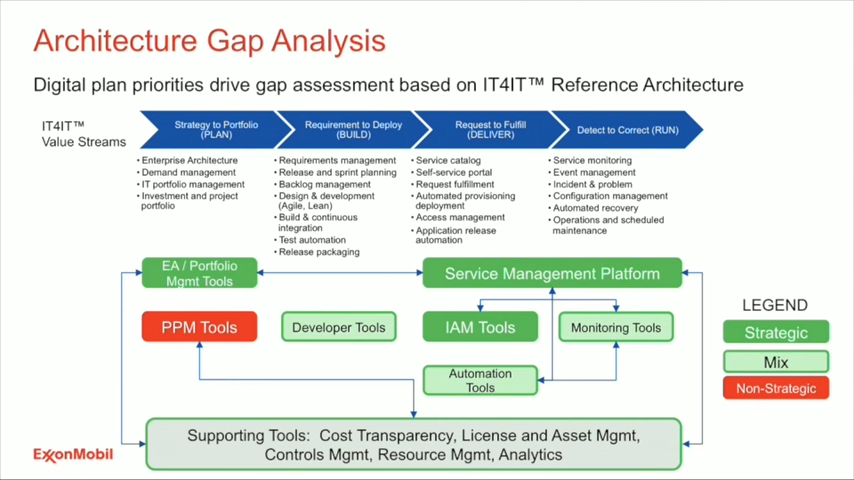 Architecture Gap Analysis
Digital plan priorities drive gap assessment based on IT4IT™ Reference Architecture
IT4IT™
Value Streams
Strategy to Portfolio
(PLAN)
Requirement to Deploy
(BUILD)
Request to Fulfill
(DELIVER)
Detect to Correct (RUN)
• Enterprise Architecture
• Demand management
• IT portfolio management
• Investment and project
portfolio
• Requirements management
• Release and sprint planning
• Backlog management
• Design & development
(Agile, Lean)
• Build & continuous
integration
• Test automation
• Release packaging
• Service catalog
• Self-service portal
• Request fulfillment
• Automated provisioning
deployment
• Access management
• Application release
automation
• Service monitoring
• Event management
• Incident & problem
• Configuration management
• Automated recovery
• Operations and scheduled
maintenance
EA / Portfolio
Mgmt Tools
Service Management Platform
PPM Tools
Developer Tools
IAM Tools
Monitoring Tools
Automation
Tools
LEGEND
Strategic
Mix
Non-Strategic
Supporting Tools: Cost Transparency, License and Asset Mgmt,
Controls Mgmt, Resource Mgmt, Analytics
ExxonMobil